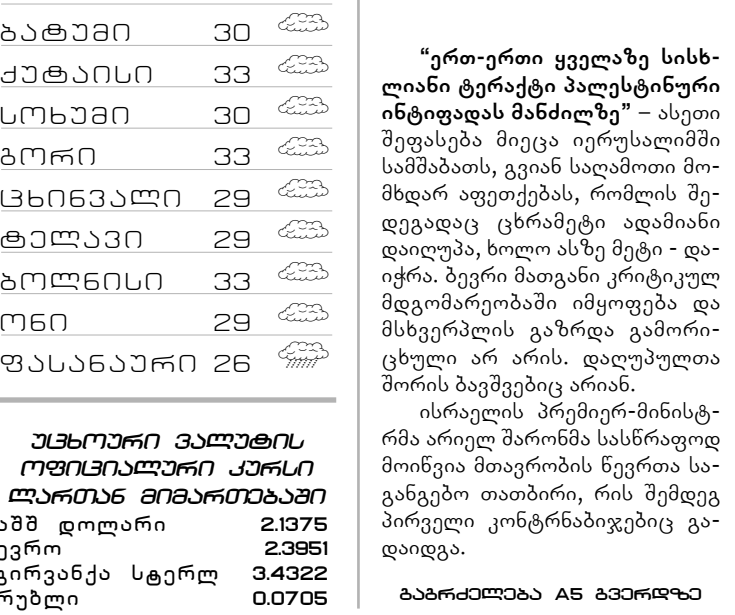 ბათუმი 30
ქუთაისი 33
სოხუმი 30
გორი 33
ცხინვალი 29
ტელავი 29
ბოლნისი 33
ონი 29
ფასანაური 26
უცხოური ვალუტის
ოფიციალური კურსი
ლართან მიმართებაში
აშშ დოლარი 2.1375
ევრო 2.3951
გირვანქა სტერლ 3.4322
რუბლი 0.0705
“ერთ-ერთი ყველაზე სისხ-
ლიანი ტერაქტი პალესტინური
ინტიფადას მანძილზე” – ასეთი
შეფასება მიეცა იერუსალიმში
სამშაბათს, გვიან საღამოთი მო-
მხდარ აფეთქებას, რომლის შე-
დეგადაც ცხრამეტი ადამიანი
დაიღუპა, ხოლო ასზე მეტი - და-
იჭრა. ბევრი მათგანი კრიტიკულ
მდგომარეობაში იმყოფება და
მსხვერპლის გაზრდა გამორი-
ცხული არ არის. დაღუპულთა
შორის ბავშვებიც არიან.
ისრაელის პრემიერ-მინისტ-
რმა არიელ შარონმა სასწრაფოდ
მოიწვია მთავრობის წევრთა სა-
განგებო თათბირი, რის შემდეგ
პირველი კონტრნაბიჯებიც გა-
დაიდგა.
გაგრძელება A5 გვერდზე